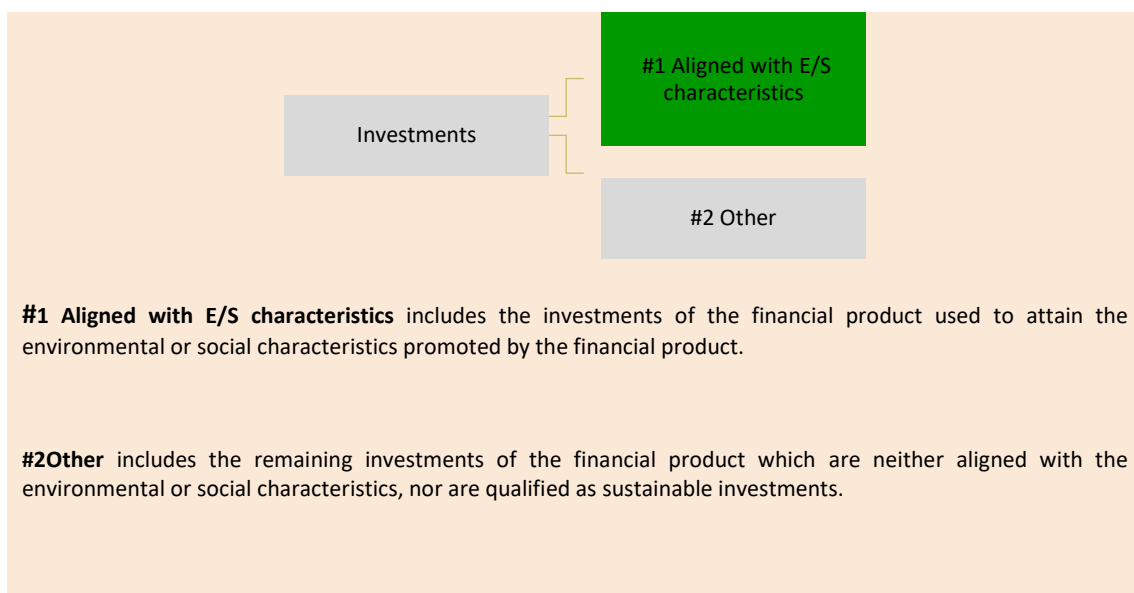 #1 Aligned with E/S
characteristics
Investments
#2 Other
#1 Aligned with E/S characteristics includes the investments of the financial product used to attain the
environmental or social characteristics promoted by the financial product.
#2Other includes the remaining investments of the financial product which are neither aligned with the
environmental or social characteristics, nor are qualified as sustainable investments.